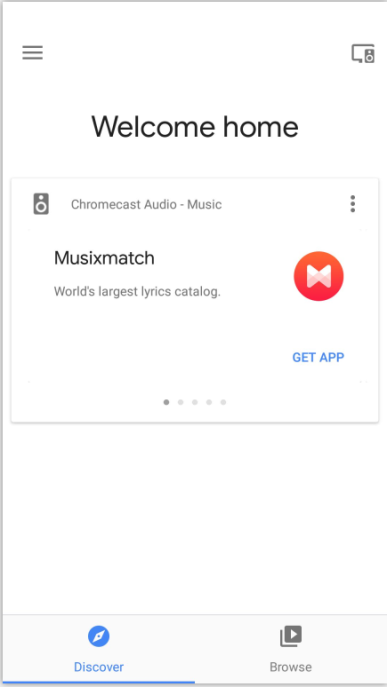 Welcome home
Chromecast Audio - Music
Musixmatch
World's largest lyrics catalog.
GET APP
Discover
Browse